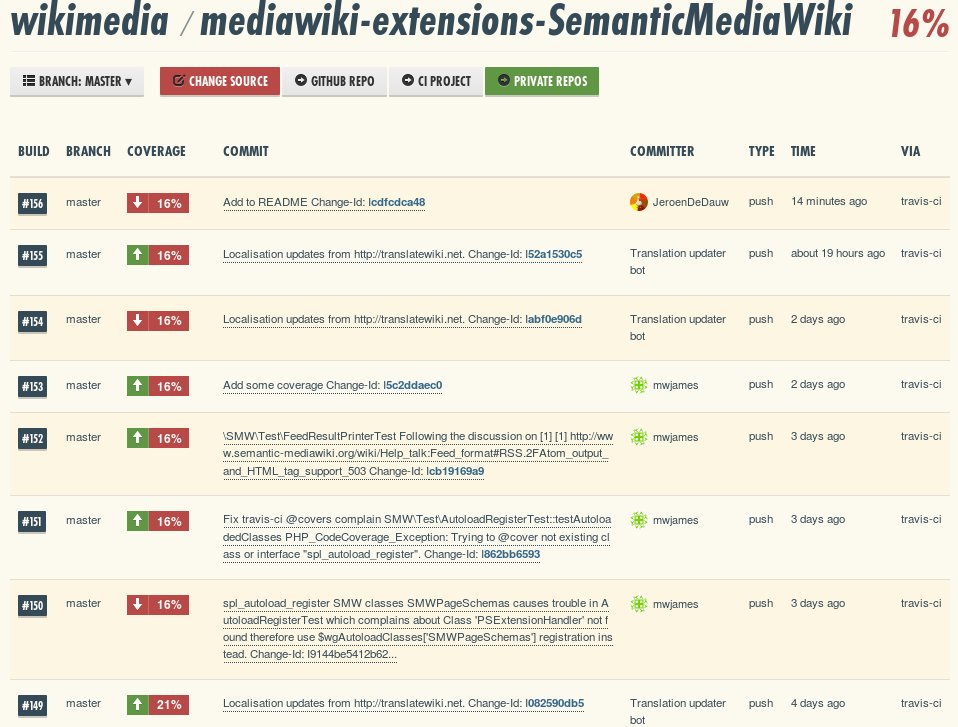 wikimedia / mediawiki-extensions-SemanticMediaWiki 16%
BRANCH: MASTER ▾ CHANGE SOURCE GITHUB REPO CI PROJECT PRIVATE REPOS
BUILD BRANCH COVERAGE COMMIT COMMITTER TYPE TIME VIA
#156 master 16% Add to README Change-Id: Icdfcdca48 JeroenDeDauw push 14 minutes ago travis-ci
#155 master 16% Localisation updates from http://translatewiki.net. Change-Id: I52a1530c5 Translation updater push about 19 hours ago travis-ci
bot
#154 master 16% Localisation updates from http://translatewiki.net. Change-Id: Iabf0e906d Translation updater push 2 days ago travis-ci
bot
#153 master 16% Add some coverage Change-Id: I5c2ddaec0 mwjames push 2 days ago travis-ci
#152 master 16% \SMW\Test\FeedResultPrinterTest Following the discussion on [1] [1] http://ww mwjames push 3 days ago travis-ci
w.semantic-mediawiki.org/wiki/Help_talk:Feed_format#RSS.2FAtom_output_
and_HTML_tag_support_503 Change-Id: Icb19169a9
#151 master 16% Fix travis-ci @covers complain SMW\Test\AutoloadRegisterTest::testAutoloa mwjames push 3 days ago travis-ci
dedClasses PHP_CodeCoverage_Exception: Trying to @cover not existing cl
ass or interface "spl_autoload_register". Change-Id: I862bb6593
#150 master 16% spl_autoload_register SMW classes SMWPageSchemas causes trouble in A mwjames push 3 days ago travis-ci
utoloadRegisterTest which complains about Class 'PSExtensionHandler' not f
ound therefore use $wgAutoloadClasses['SMWPageSchemas'] registration ins
tead. Change-Id: I9144be5412b62...
#149 master 21% Localisation updates from http://translatewiki.net. Change-Id: I082590db5 Translation updater push 4 days ago travis-ci
bot